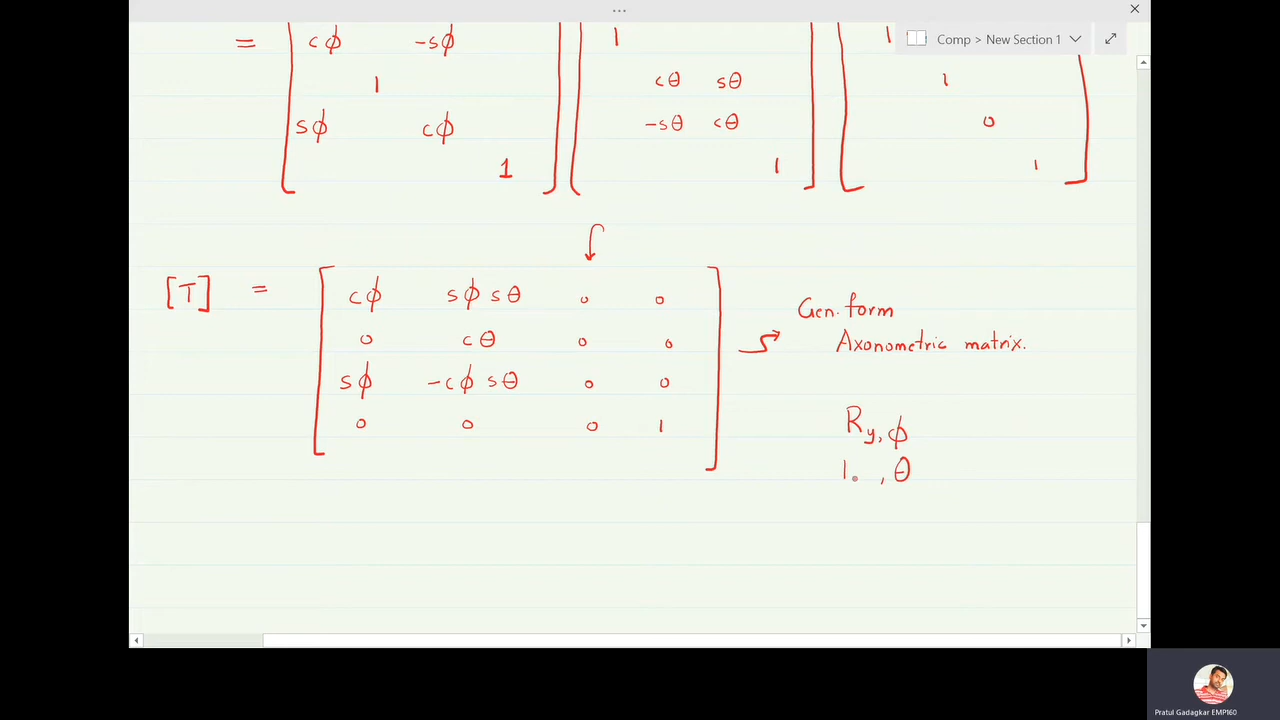 ...
Comp > New Section 1
= cϕ -sϕ 1 1
1 cθ sθ 1
sϕ cϕ -sθ cθ 0
1 1 1
[T] = cϕ sϕ sθ 0 0
0 cθ 0 0
sϕ -cϕ sθ 0 0
0 0 0 1
Gen. form
Axonometric matrix.
Ry,ϕ
, θ
Pratul Gadagkar EMP160